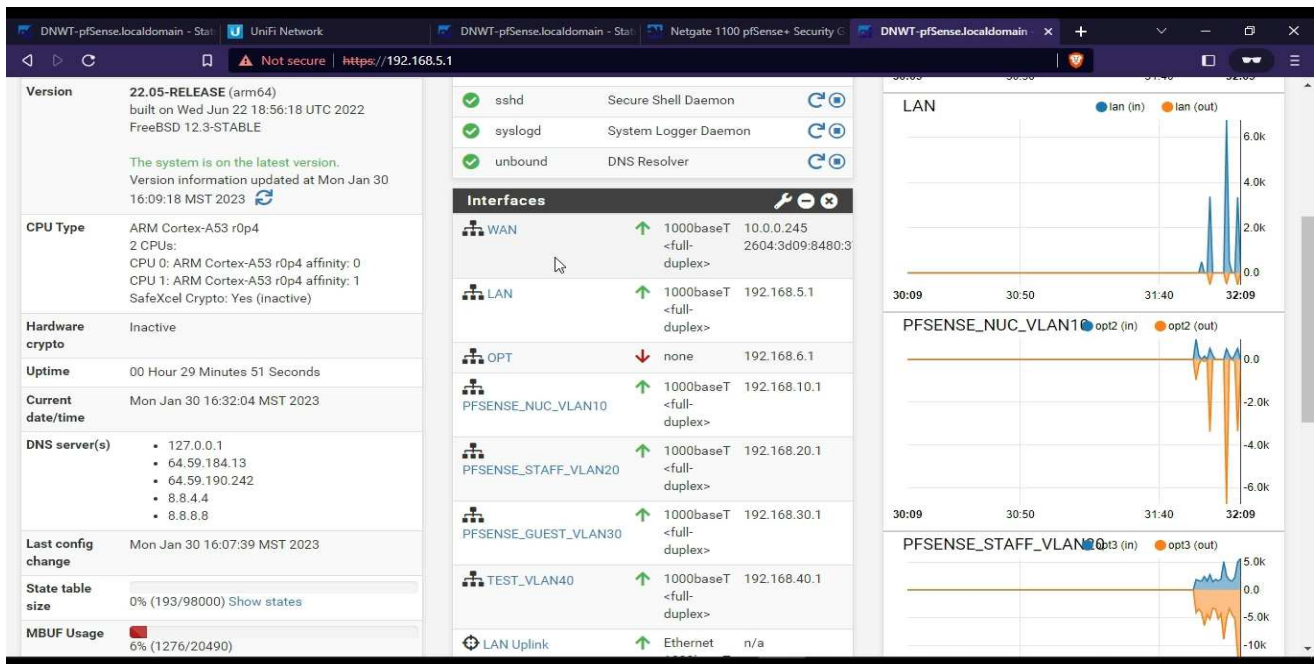 DNWT-pfSense.localdomain - Stat
UniFi Network
DNWT-pfSense.localdomain - Stat
Netgate 1100 pfSense+ Security G
DNWT-pfSense.localdomain -
Not secure | https://192.168.5.1
Version
22.05-RELEASE (arm64)
built on Wed Jun 22 18:56:18 UTC 2022
FreeBSD 12.3-STABLE
The system is on the latest version.
Version information updated at Mon Jan 30
16:09:18 MST 2023
CPU Type
ARM Cortex-A53 r0p4
2 CPUs:
CPU 0: ARM Cortex-A53 r0p4 affinity: 0
CPU 1: ARM Cortex-A53 r0p4 affinity: 1
SafeXcel Crypto: Yes (inactive)
Hardware
crypto
Inactive
Uptime
00 Hour 29 Minutes 51 Seconds
Current
date/time
Mon Jan 30 16:32:04 MST 2023
DNS server(s)
127.0.0.1
64.59.184.13
64.59.190.242
8.8.4.4
8.8.8.8
Last config
change
Mon Jan 30 16:07:39 MST 2023
State table
size
0% (193/98000) Show states
MBUF Usage
6% (1276/20490)
sshd Secure Shell Daemon
syslogd System Logger Daemon
unbound DNS Resolver
Interfaces
WAN 1000baseT 10.0.0.245
<full- 2604:3d09:8480:3
duplex>
LAN 1000baseT 192.168.5.1
<full-
duplex>
OPT none 192.168.6.1
1000baseT 192.168.10.1
PFSENSE_NUC_VLAN10 <full-
duplex>
1000baseT 192.168.20.1
PFSENSE_STAFF_VLAN20 <full-
duplex>
1000baseT 192.168.30.1
PFSENSE_GUEST_VLAN30 <full-
duplex>
TEST_VLAN40 1000baseT 192.168.40.1
<full-
duplex>
LAN Uplink Ethernet n/a
LAN lan (in) lan (out)
6.0k
4.0k
2.0k
0.0
30:09 30:50 31:40 32:09
PFSENSE_NUC_VLAN10 opt2 (in) opt2 (out)
0.0
-2.0k
-4.0k
-6.0k
30:09 30:50 31:40 32:09
PFSENSE_STAFF_VLAN20 opt3 (in) opt3 (out)
5.0k
0.0
-5.0k
-10k